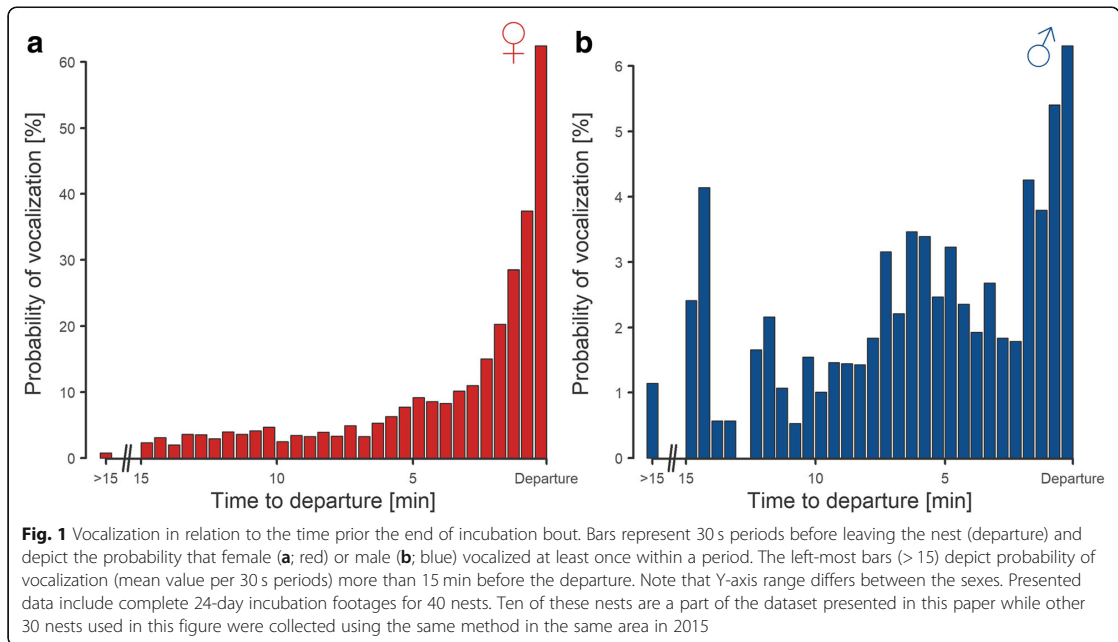 a
♀
Probability of vocalization [%]
60
50
40
30
20
10
0
>15 // 15 10 5 Departure
Time to departure [min]
b
♂
Probability of vocalization [%]
6
5
4
3
2
1
0
>15 // 15 10 5 Departure
Time to departure [min]
Fig. 1 Vocalization in relation to the time prior the end of incubation bout. Bars represent 30 s periods before leaving the nest (departure) and
depict the probability that female (a; red) or male (b; blue) vocalized at least once within a period. The left-most bars (> 15) depict probability of
vocalization (mean value per 30 s periods) more than 15 min before the departure. Note that Y-axis range differs between the sexes. Presented
data include complete 24-day incubation footages for 40 nests. Ten of these nests are a part of the dataset presented in this paper while other
30 nests used in this figure were collected using the same method in the same area in 2015